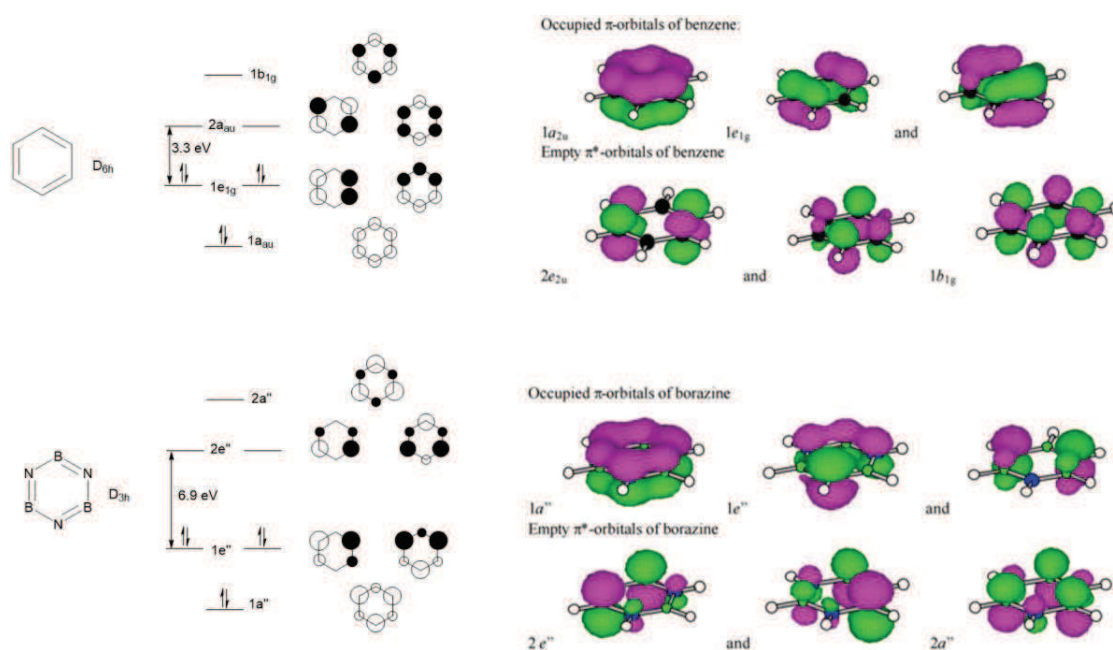 1b1g
2aau
3.3 eV
D6h
1e1g
1aau
Occupied π-orbitals of benzene:
1a2u
1e1g
and
Empty π*-orbitals of benzene
2e2u
and
1b1g
2a"
2e"
B
N
N
B
B
N
D3h
6.9 eV
1e"
1a"
Occupied π-orbitals of borazine
1a”
1e”
and
Empty π*-orbitals of borazine
2 e”
and
2a”